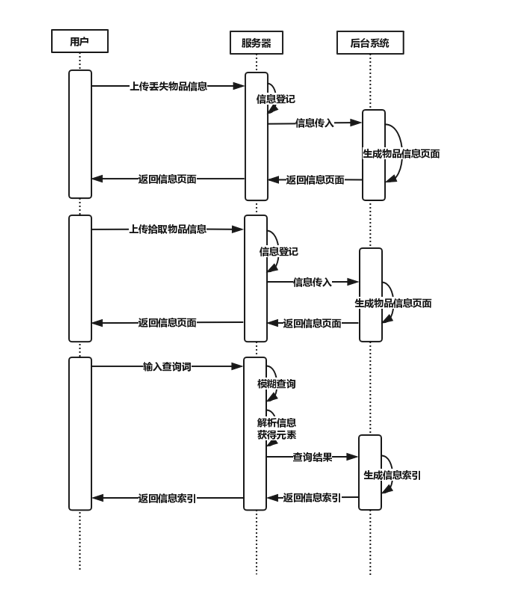 用户
服务器
后台系统
上传丢失物品信息
信息登记
信息传入
生成物品信息页面
返回信息页面
返回信息页面
上传拾取物品信息
信息登记
信息传入
生成物品信息页面
返回信息页面
返回信息页面
输入查询词
模糊查询
解析信息
获得元素
查询结果
生成信息索引
返回信息索引
返回信息索引